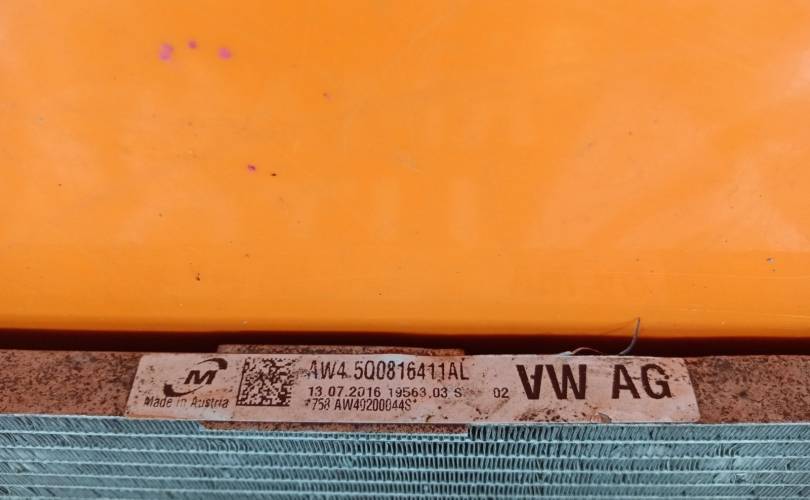 M
Made in Austria
AW4 5Q0816411AL
13.07.2016 19563.03 S 02
*758 AW49200044S*
VW AG